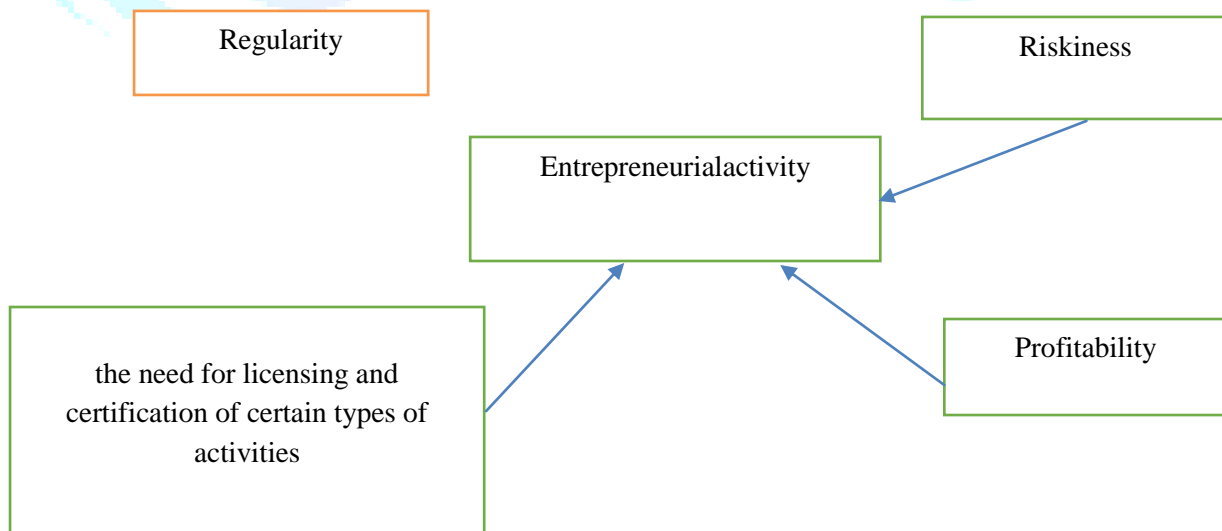 Regularity
Riskiness
Entrepreneurialactivity
Profitability
the need for licensing and
certification of certain types of
activities